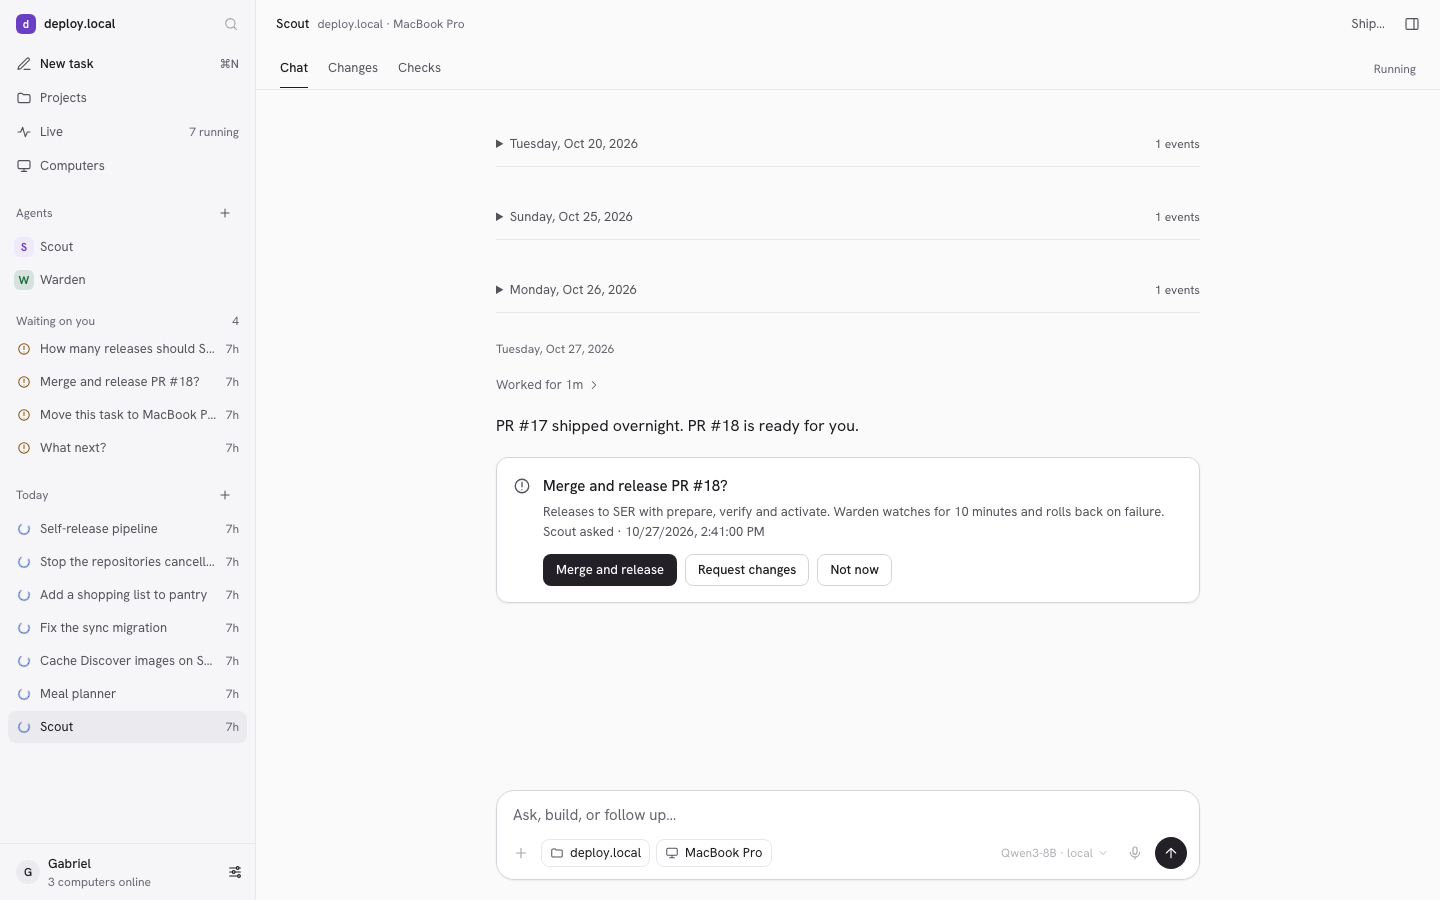 d deploy.local
New task ⌘N
Projects
Live 7 running
Computers
Agents
S Scout
W Warden
Waiting on you 4
How many releases should S... 7h
Merge and release PR #18? 7h
Move this task to MacBook P... 7h
What next? 7h
Today
Self-release pipeline 7h
Stop the repositories cancell... 7h
Add a shopping list to pantry 7h
Fix the sync migration 7h
Cache Discover images on S... 7h
Meal planner 7h
Scout 7h
G Gabriel
3 computers online
Scout deploy.local · MacBook Pro Ship...
Chat Changes Checks Running
Tuesday, Oct 20, 2026 1 events
Sunday, Oct 25, 2026 1 events
Monday, Oct 26, 2026 1 events
Tuesday, Oct 27, 2026
Worked for 1m
PR #17 shipped overnight. PR #18 is ready for you.
Merge and release PR #18?
Releases to SER with prepare, verify and activate. Warden watches for 10 minutes and rolls back on failure.
Scout asked · 10/27/2026, 2:41:00 PM
Merge and release Request changes Not now
Ask, build, or follow up...
deploy.local MacBook Pro Qwen3-8B · local